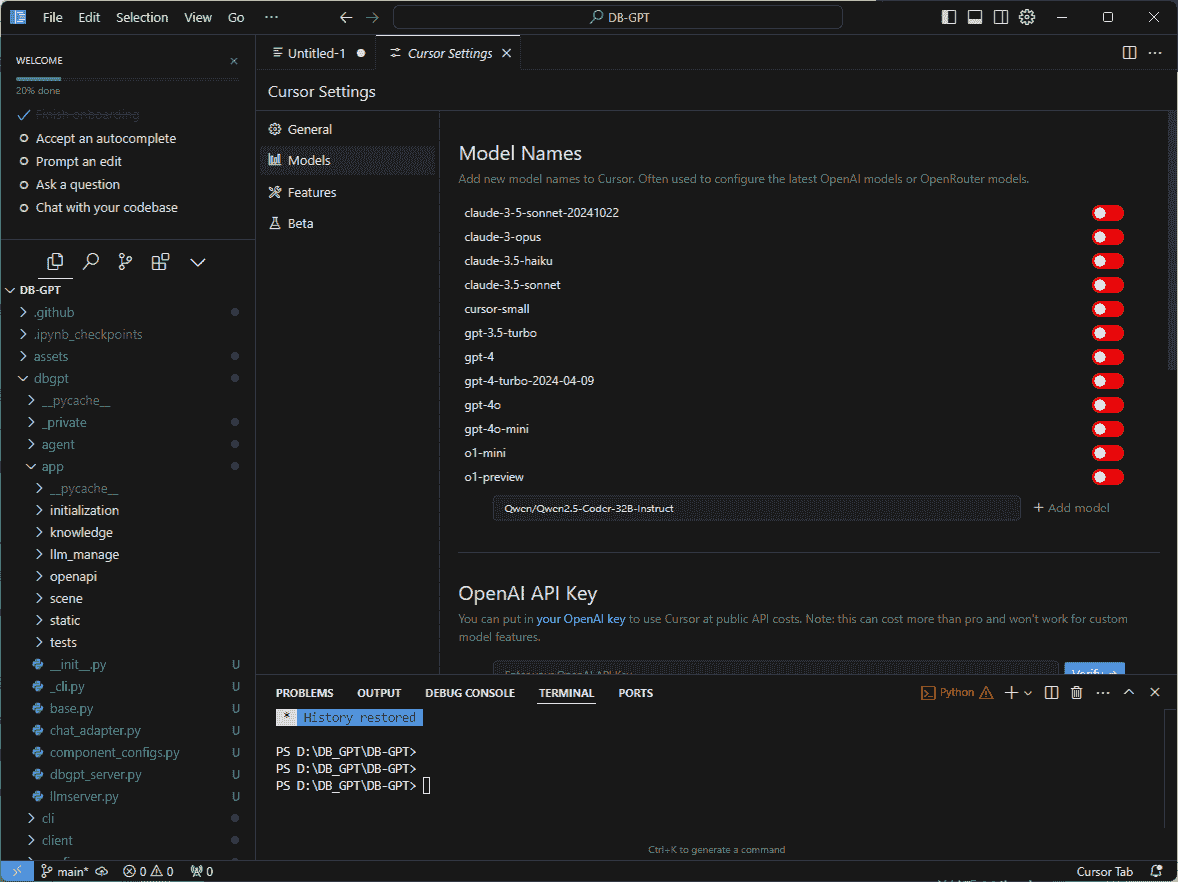 File Edit Selection View Go ··· DB-GPT
WELCOME
20% done
Finish onboarding
Accept an autocomplete
Prompt an edit
Ask a question
Chat with your codebase
DB-GPT
.github
.ipynb_checkpoints
assets
dbgpt
__pycache__
_private
agent
app
__pycache__
initialization
knowledge
llm_manage
openapi
scene
static
tests
__init__.py U
_cli.py U
base.py U
chat_adapter.py U
component_configs.py U
dbgpt_server.py U
llmserver.py U
cli
client
Untitled-1 Cursor Settings
Cursor Settings
General
Models
Features
Beta
Model Names
Add new model names to Cursor. Often used to configure the latest OpenAI models or OpenRouter models.
claude-3-5-sonnet-20241022
claude-3-opus
claude-3.5-haiku
claude-3.5-sonnet
cursor-small
gpt-3.5-turbo
gpt-4
gpt-4-turbo-2024-04-09
gpt-4o
gpt-4o-mini
o1-mini
o1-preview
Qwen/Qwen2.5-Coder-32B-Instruct + Add model
OpenAI API Key
You can put in your OpenAI key to use Cursor at public API costs. Note: this can cost more than pro and won't work for custom
model features.
Enter your OpenAI API Key Verify →
PROBLEMS OUTPUT DEBUG CONSOLE TERMINAL PORTS Python
* History restored
PS D:\DB_GPT\DB-GPT>
PS D:\DB_GPT\DB-GPT>
PS D:\DB_GPT\DB-GPT>
Ctrl+K to generate a command
main* 0 0 0 Cursor Tab